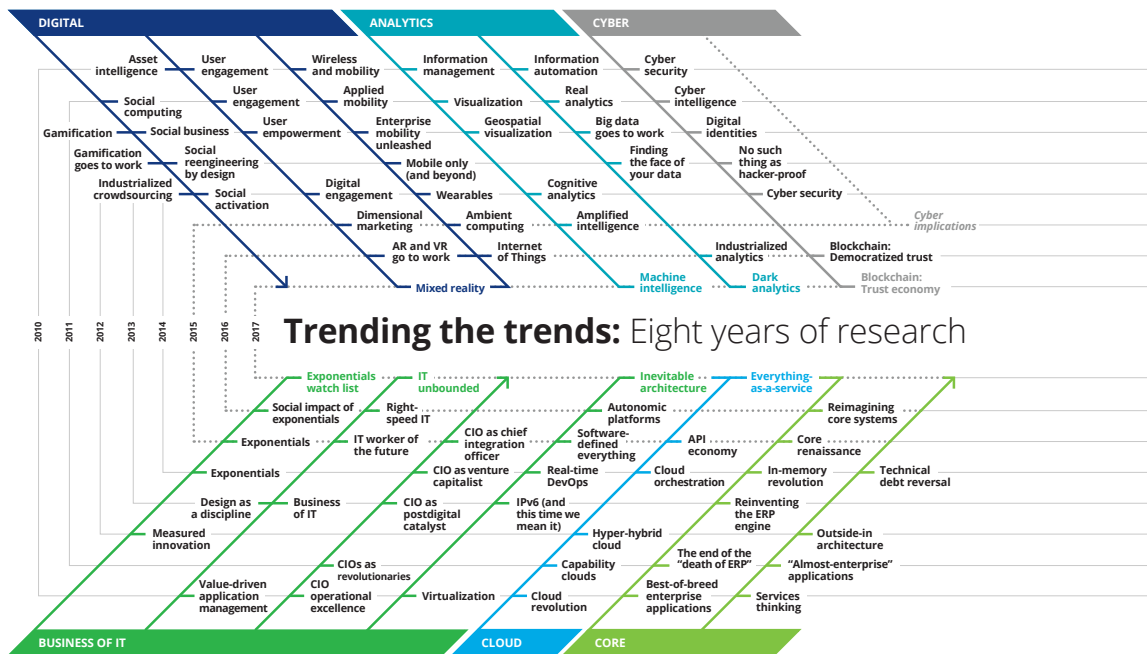 DIGITAL
ANALYTICS
CYBER
Asset
intelligence
User
engagement
Wireless
and mobility
Information
management
Information
automation
Cyber
security
Social
computing
User
engagement
Applied
mobility
Visualization
Real
analytics
Cyber
intelligence
Gamification
Social business
User
empowerment
Enterprise
mobility
unleashed
Geospatial
visualization
Big data
goes to work
Digital
identities
Gamification
goes to work
Social
reengineering
by design
Mobile only
(and beyond)
Finding
the face of
your data
No such
thing as
hacker-proof
Industrialized
crowdsourcing
Social
activation
Digital
engagement
Wearables
Cognitive
analytics
Cyber security
Dimensional
marketing
Ambient
computing
Amplified
intelligence
Cyber
implications
AR and VR
go to work
Internet
of Things
Industrialized
analytics
Blockchain:
Democratized trust
Mixed reality
Machine
intelligence
Dark
analytics
Blockchain:
Trust economy
2010
2011
2012
2013
2014
2015
2016
2017
Trending the trends: Eight years of research
Exponentials
watch list
IT
unbounded
Inevitable
architecture
Everything-
as-a-service
Social impact of
exponentials
Right-
speed IT
Autonomic
platforms
Reimagining
core systems
Exponentials
IT worker of
the future
CIO as chief
integration
officer
Software-
defined
everything
API
economy
Core
renaissance
Exponentials
CIO as venture
capitalist
Real-time
DevOps
Cloud
orchestration
In-memory
revolution
Technical
debt reversal
Design as
a discipline
Business
of IT
CIO as
postdigital
catalyst
IPv6 (and
this time we
mean it)
Reinventing
the ERP
engine
Measured
innovation
Hyper-hybrid
cloud
Outside-in
architecture
CIOs as
revolutionaries
Capability
clouds
The end of the
“death of ERP”
“Almost-enterprise”
applications
Value-driven
application
management
CIO
operational
excellence
Virtualization
Cloud
revolution
Best-of-breed
enterprise
applications
Services
thinking
BUSINESS OF IT
CLOUD
CORE